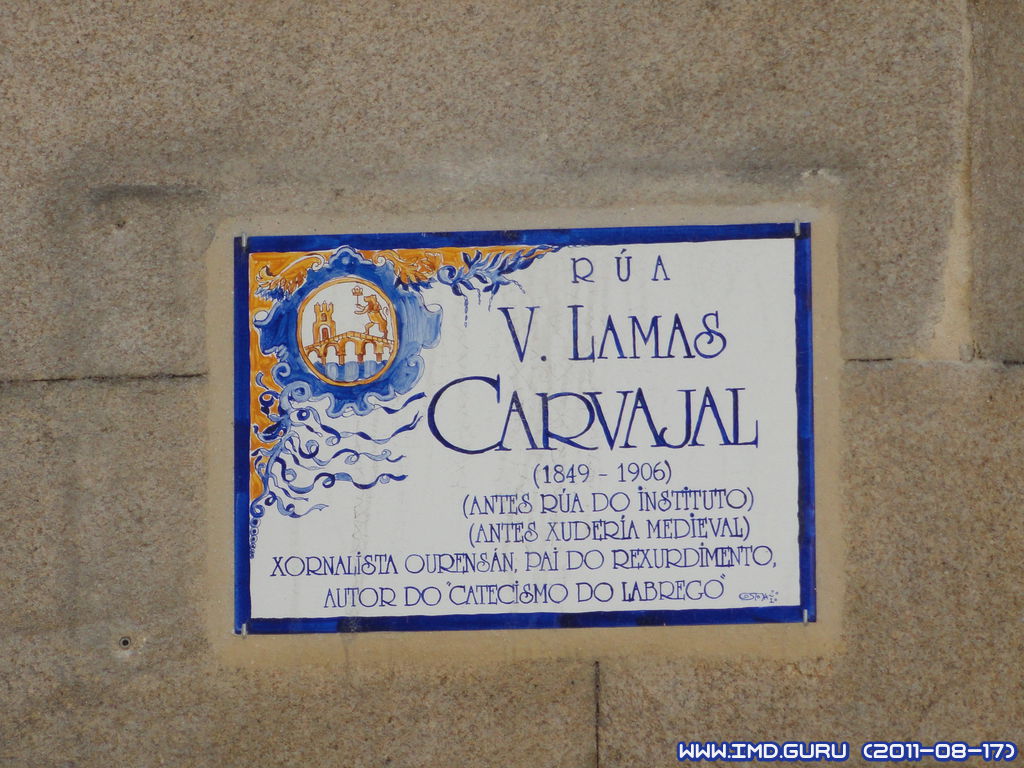 RÚA
V. LAMAS
CARVAJAL
(1849 - 1906)
(ANTES RÚA DO INSTITUTO)
(ANTES XUDERÍA MEDIEVAL)
XORNALISTA OURENSÁN, PAI DO REXURDIMENTO,
AUTOR DO "CATECISMO DO LABREGO"
WWW.IMD.GURU (2011-08-17)